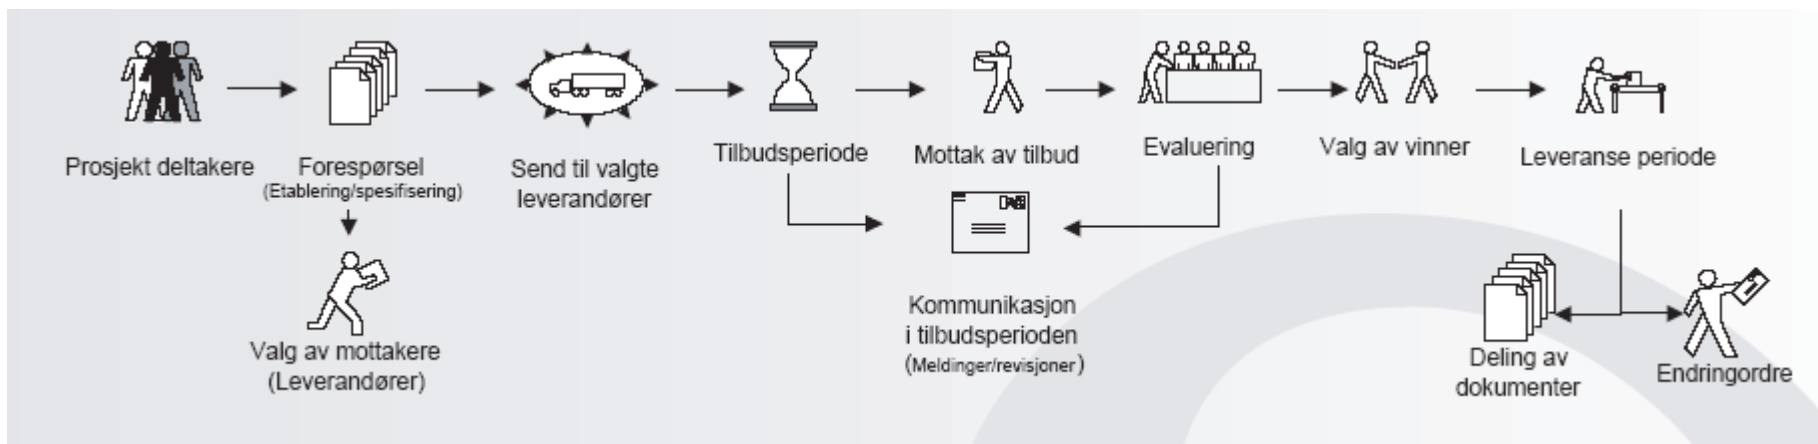 Prosjekt deltakere
Forespørsel
(Etablering/spesifisering)
Valg av mottakere
(Leverandører)
Send til valgte
leverandører
Tilbudsperiode
Mottak av tilbud
Kommunikasjon
i tilbudsperioden
(Meldinger/revisjoner)
Evaluering
Valg av vinner
Leveranse periode
Deling av
dokumenter
Endringordre